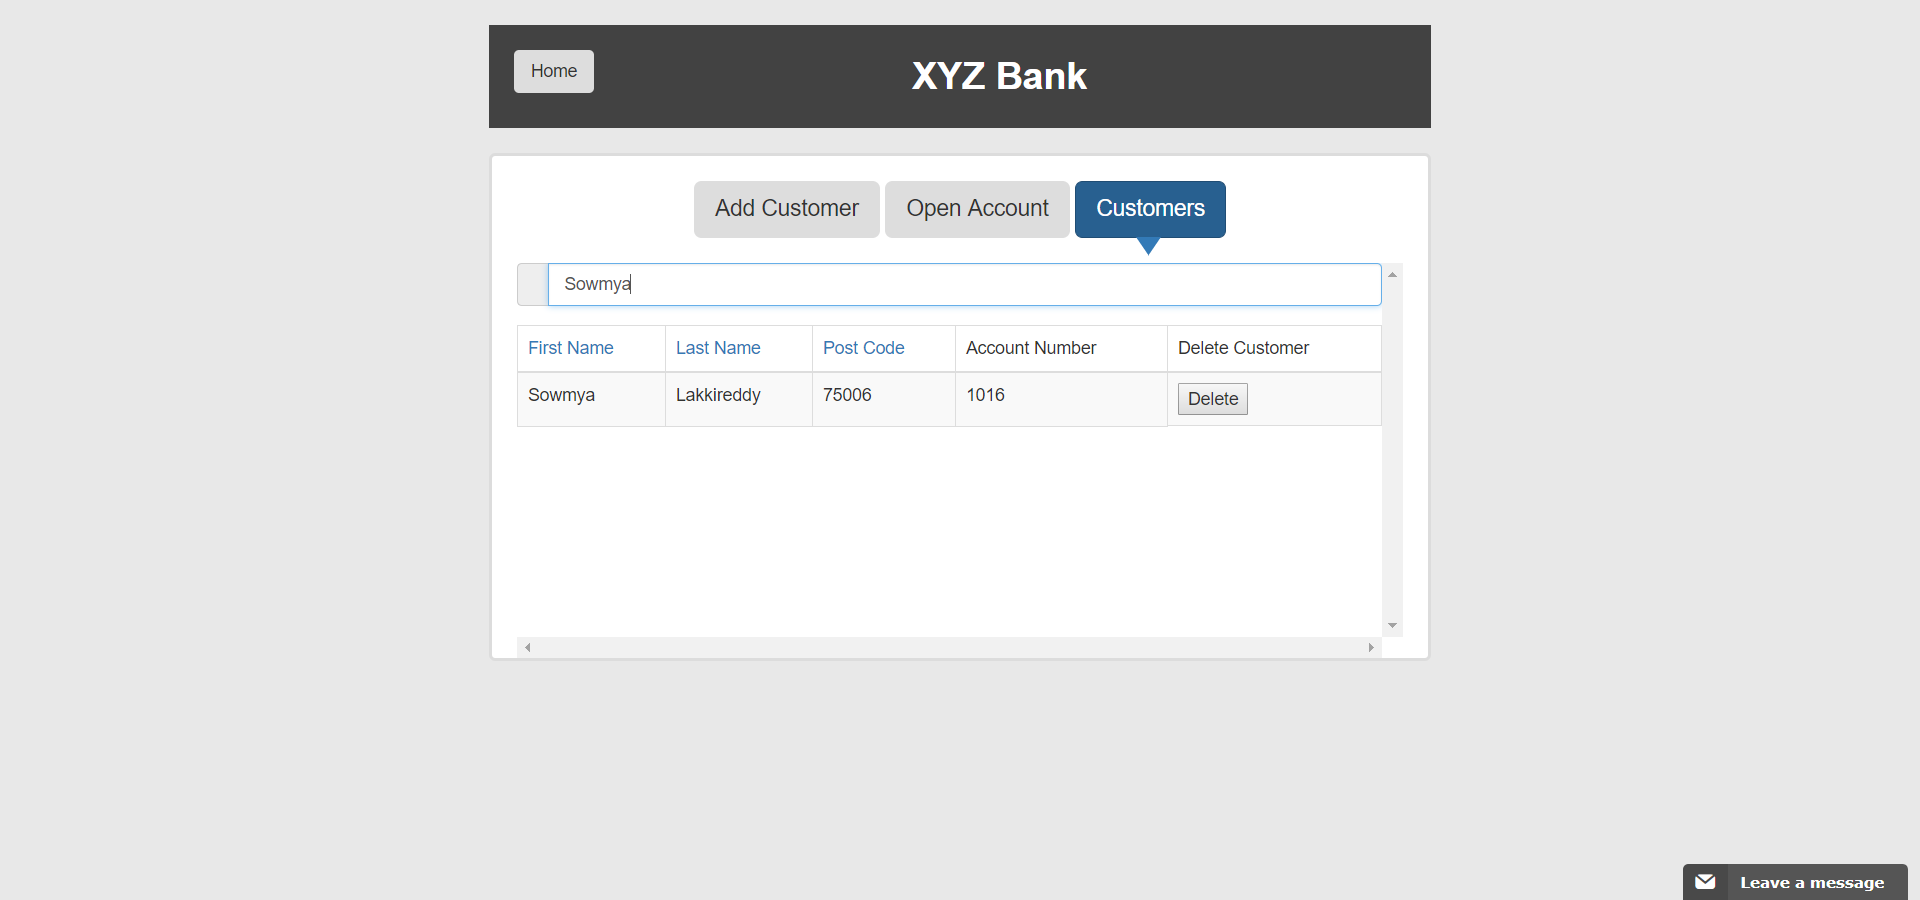 Home
XYZ Bank
Add Customer Open Account Customers
Sowmya
First Name Last Name Post Code Account Number Delete Customer
Sowmya Lakkireddy 75006 1016 Delete
Leave a message